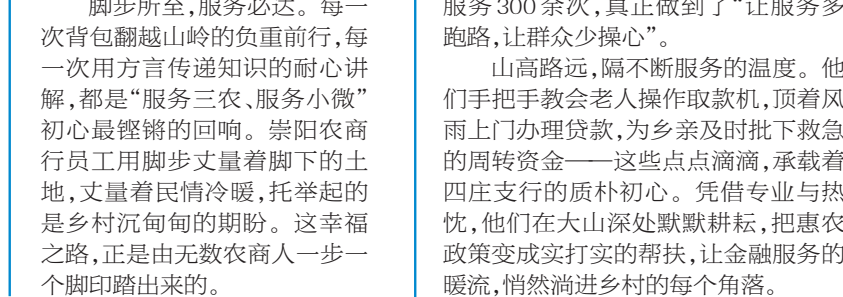 脚步所至,服务必达。每一
次背包翻越山岭的负重前行,每
一次用方言传递知识的耐心讲
解,都是“服务三农、服务小微”
初心最铿锵的回响。崇阳农商
行员工用脚步丈量着脚下的土
地,丈量着民情冷暖,托举起的
是乡村沉甸甸的期盼。这幸福
之路,正是由无数农商人一步一
个脚印踏出来的。
服务300余次,真正做到了“让服务多
跑路,让群众少操心”。
山高路远,隔不断服务的温度。他
们手把手教会老人操作取款机,顶着风
雨上门办理贷款,为乡亲及时批下救急
的周转资金——这些点点滴滴,承载着
四庄支行的质朴初心。凭借专业与热
忱,他们在大山深处默默耕耘,把惠农
政策变成实打实的帮扶,让金融服务的
暖流,悄然淌进乡村的每个角落。